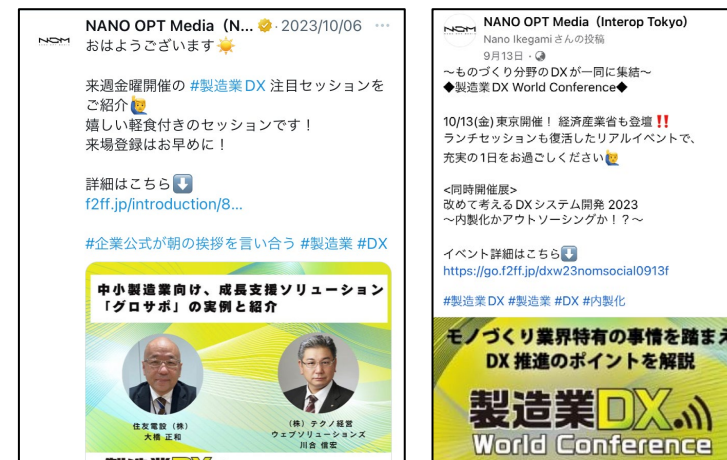 NANO OPT Media（N... · 2023/10/06 ···
NOM
おはようございます☀️
来週金曜開催の #製造業DX 注目セッションを
ご紹介🙋‍♂️
嬉しい軽食付きのセッションです！
来場登録はお早めに！
詳細はこちら⬇️
f2ff.jp/introduction/8...
#企業公式が朝の挨拶を言い合う #製造業 #DX
中小製造業向け、成長支援ソリューション
「グロサポ」の実例と紹介
住友電設（株）
大橋 正和
（株）テクノ経営
ウェブソリューションズ
川合 信宏
NANO OPT Media（Interop Tokyo）
NOM
Nano Ikegami さんの投稿
9月13日 ·
～ものづくり分野のDXが一同に集結～
◆製造業DX World Conference◆
10/13(金)東京開催！ 経済産業省も登壇‼️
ランチセッションも復活したリアルイベントで、
充実の1日をお過ごしください🙋‍♂️
<同時開催展>
改めて考えるDXシステム開発 2023
～内製化かアウトソーシングか！？～
イベント詳細はこちら⬇️
https://go.f2ff.jp/dxw23nomsocial0913f
#製造業DX #製造業 #DX #内製化
モノづくり業界特有の事情を踏まえ
DX推進のポイントを解説
製造業DX
World Conference